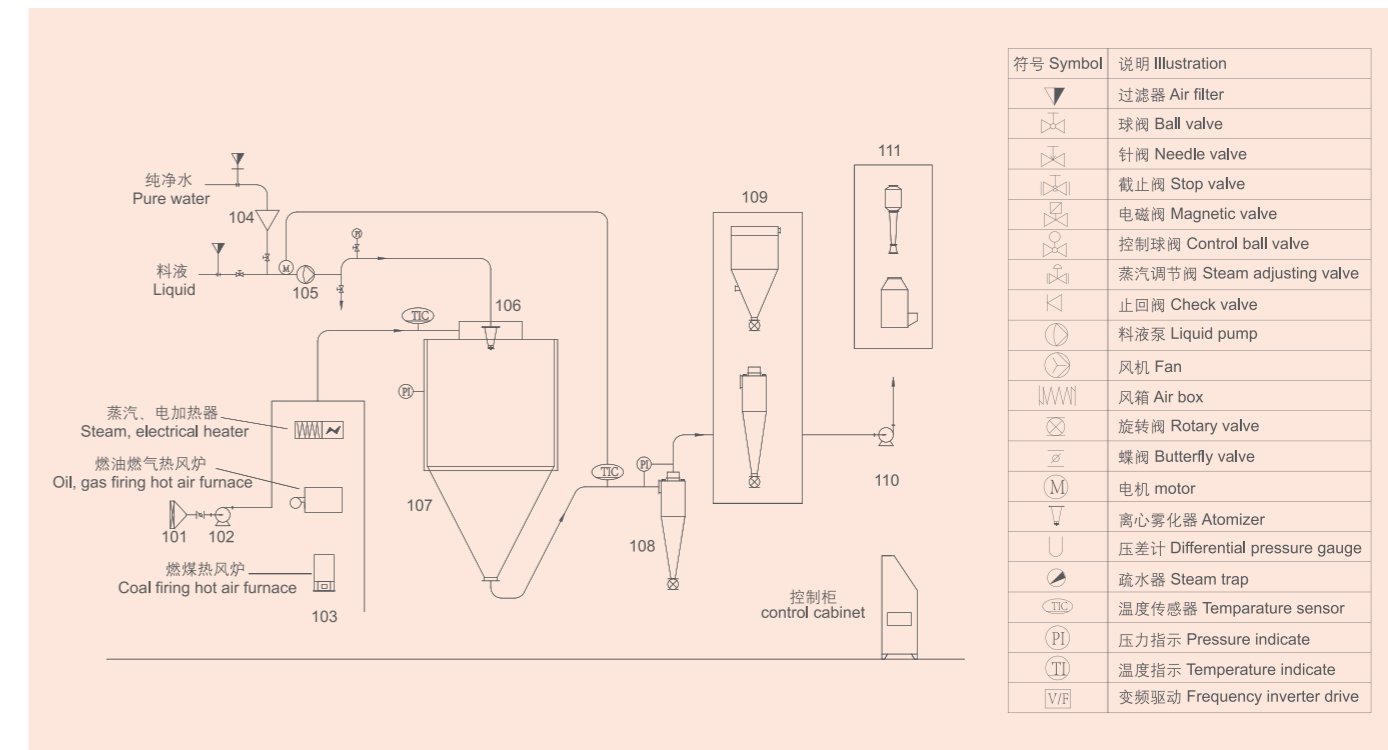 纯净水
Pure water
104
料液
Liquid
M
105
PI
106
TIC
PI
107
蒸汽、电加热器
Steam, electrical heater
燃油燃气热风炉
Oil, gas firing hot air furnace
101
102
燃煤热风炉
Coal firing hot air furnace
103
TIC
PI
108
109
110
111
控制柜
control cabinet
符号 Symbol 说明 Illustration
过滤器 Air filter
球阀 Ball valve
针阀 Needle valve
截止阀 Stop valve
电磁阀 Magnetic valve
控制球阀 Control ball valve
蒸汽调节阀 Steam adjusting valve
止回阀 Check valve
料液泵 Liquid pump
风机 Fan
风箱 Air box
旋转阀 Rotary valve
蝶阀 Butterfly valve
M 电机 motor
离心雾化器 Atomizer
压差计 Differential pressure gauge
疏水器 Steam trap
TIC 温度传感器 Temparature sensor
PI 压力指示 Pressure indicate
TI 温度指示 Temperature indicate
V/F 变频驱动 Frequency inverter drive